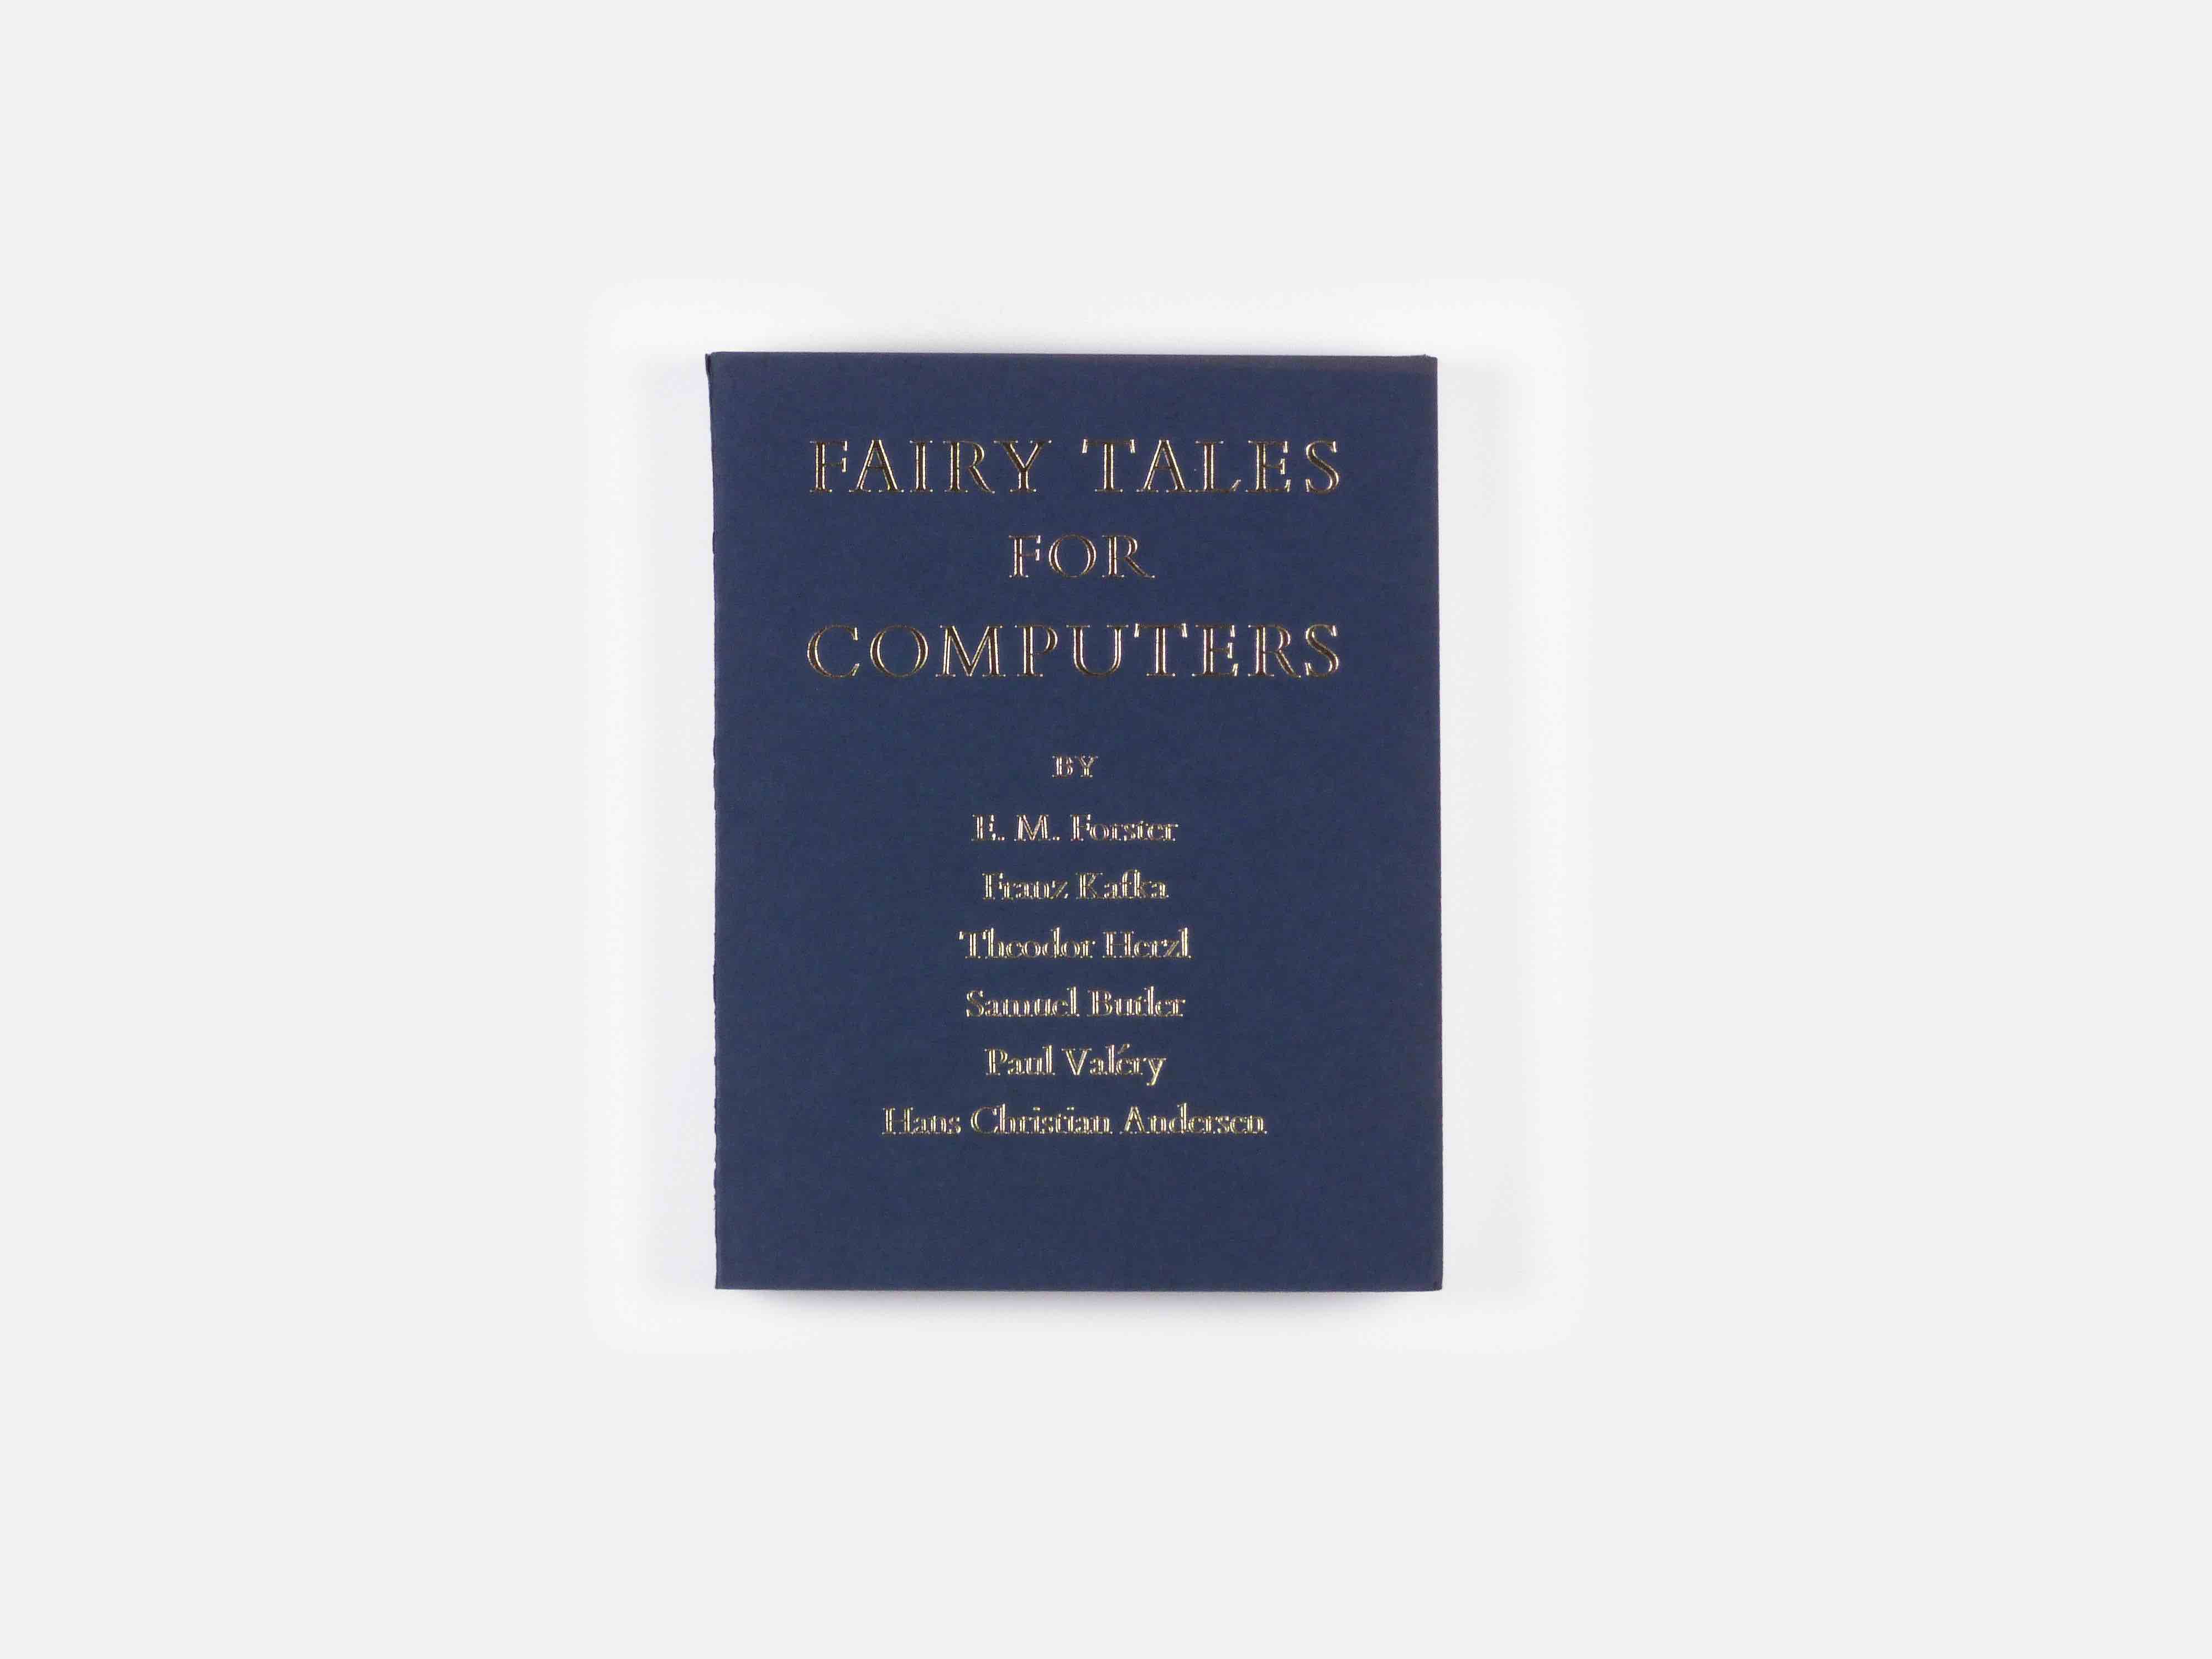 FAIRY TALES
FOR
COMPUTERS
BY
E. M. Forster
Franz Kafka
Theodor Herzl
Samuel Butler
Paul Valéry
Hans Christian Andersen